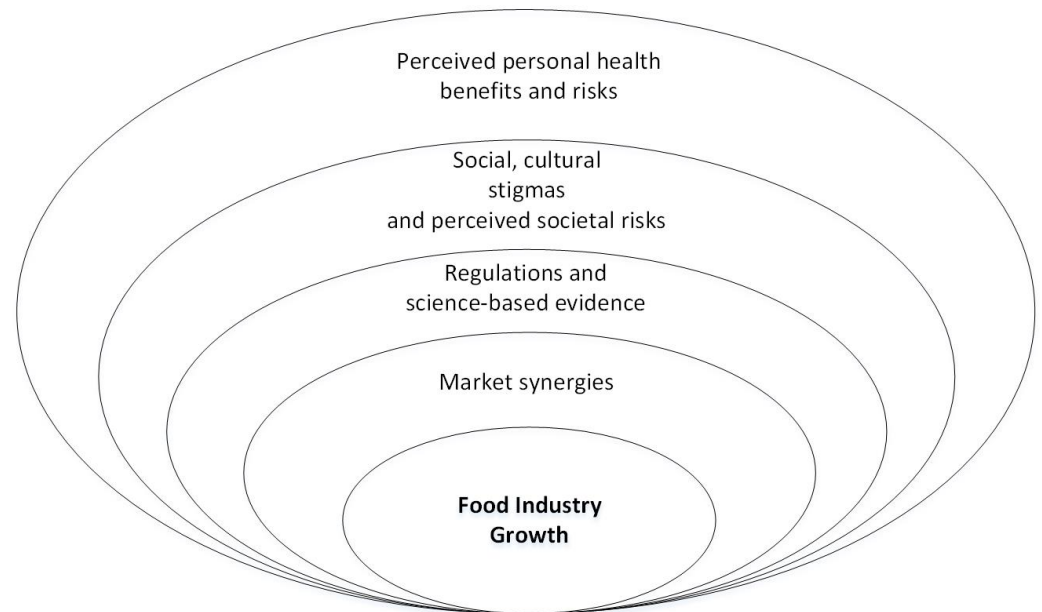 Perceived personal health
benefits and risks
Social, cultural
stigmas
and perceived societal risks
Regulations and
science-based evidence
Market synergies
Food Industry
Growth